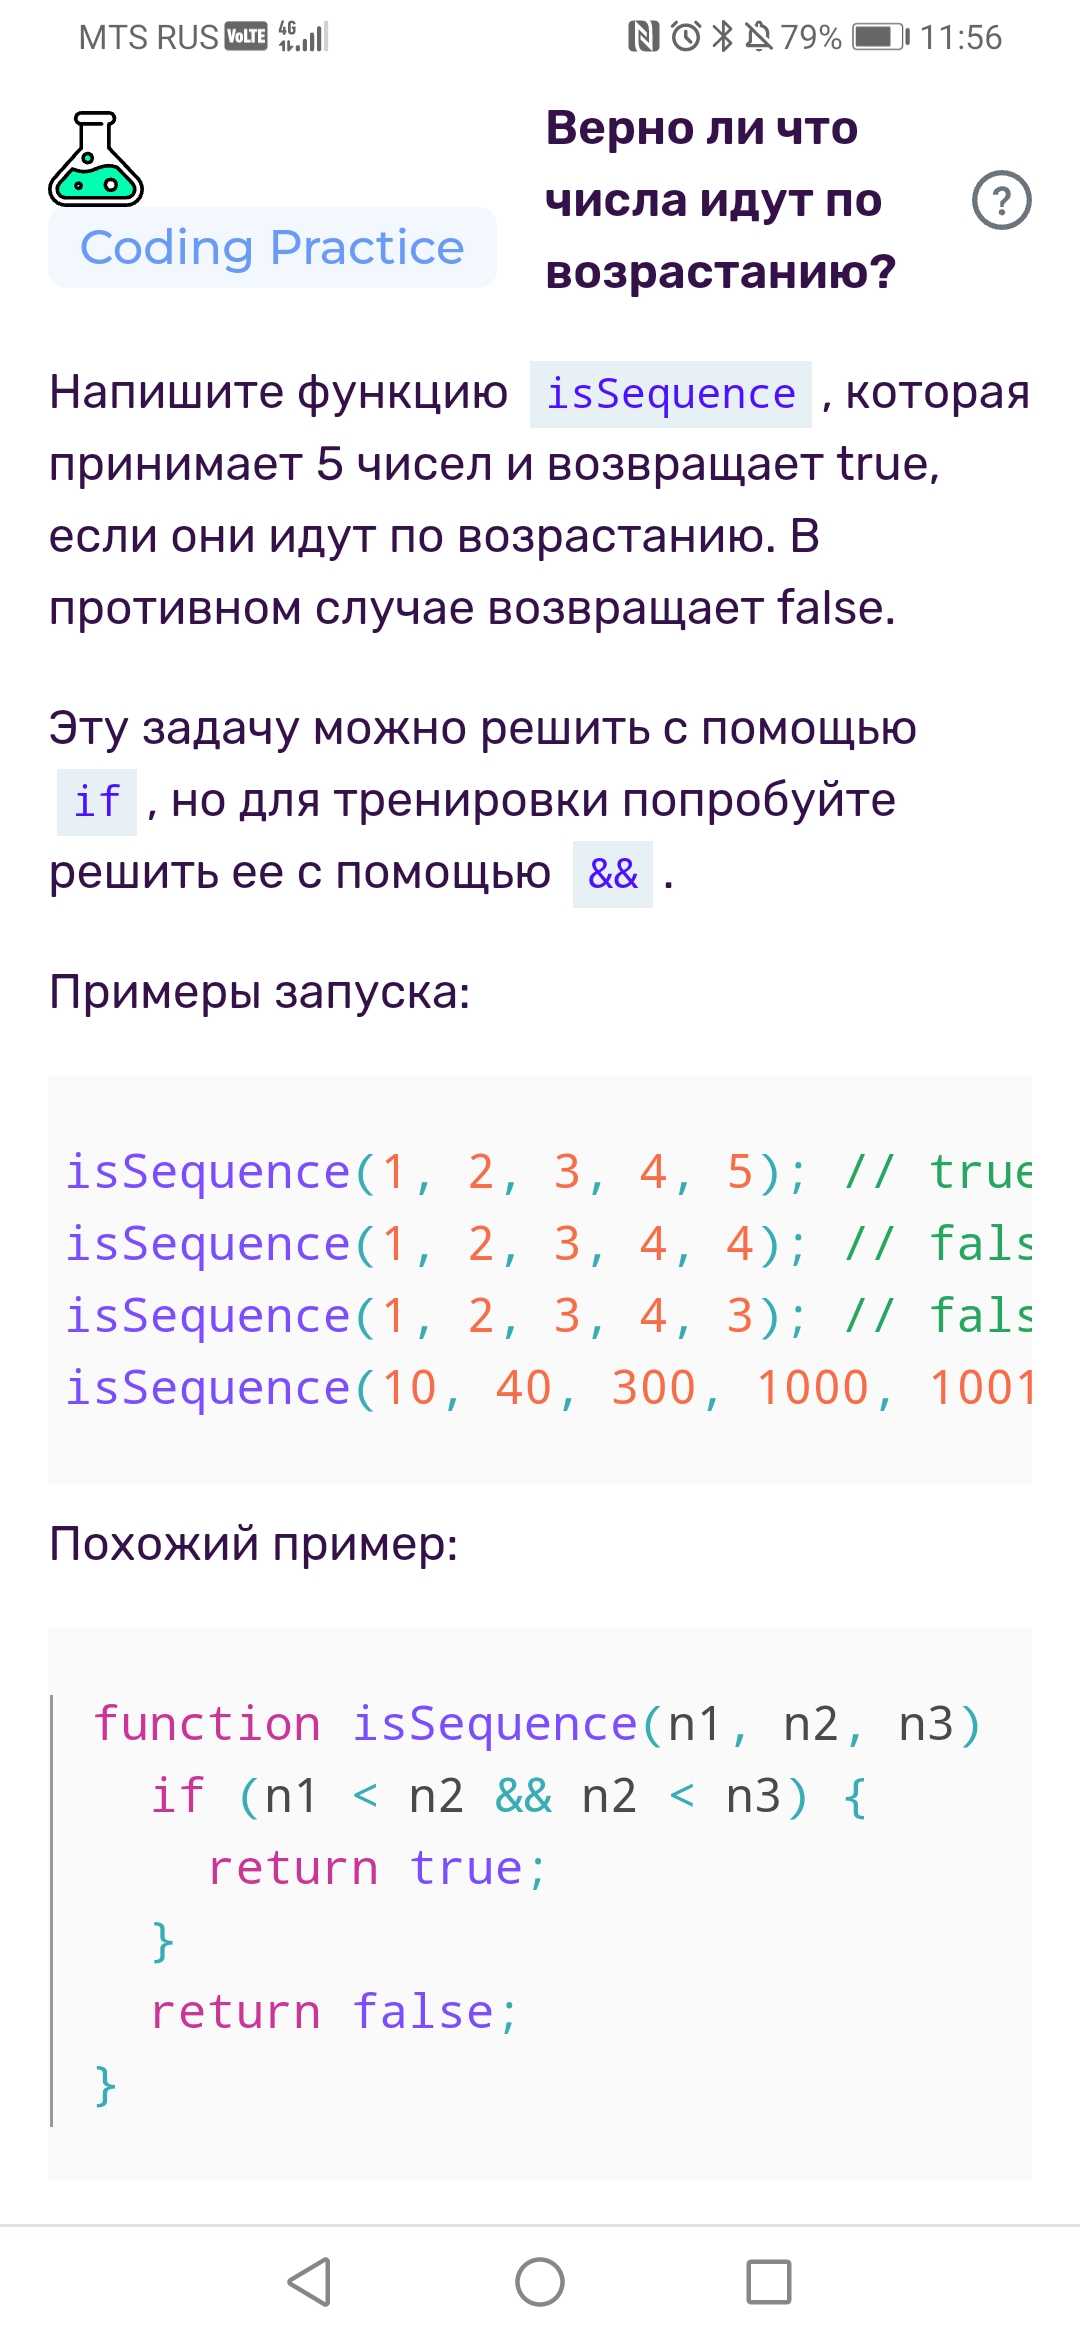 MTS RUS VoLTE 4G 79% 11:56
Верно ли что
числа идут по
возрастанию?
?
Coding Practice
Напишите функцию isSequence , которая
принимает 5 чисел и возвращает true,
если они идут по возрастанию. В
противном случае возвращает false.
Эту задачу можно решить с помощью
if , но для тренировки попробуйте
решить ее с помощью && .
Примеры запуска:
isSequence(1, 2, 3, 4, 5); // true
isSequence(1, 2, 3, 4, 4); // fals
isSequence(1, 2, 3, 4, 3); // fals
isSequence(10, 40, 300, 1000, 1001
Похожий пример:
function isSequence(n1, n2, n3)
if (n1 < n2 && n2 < n3) {
return true;
}
return false;
}